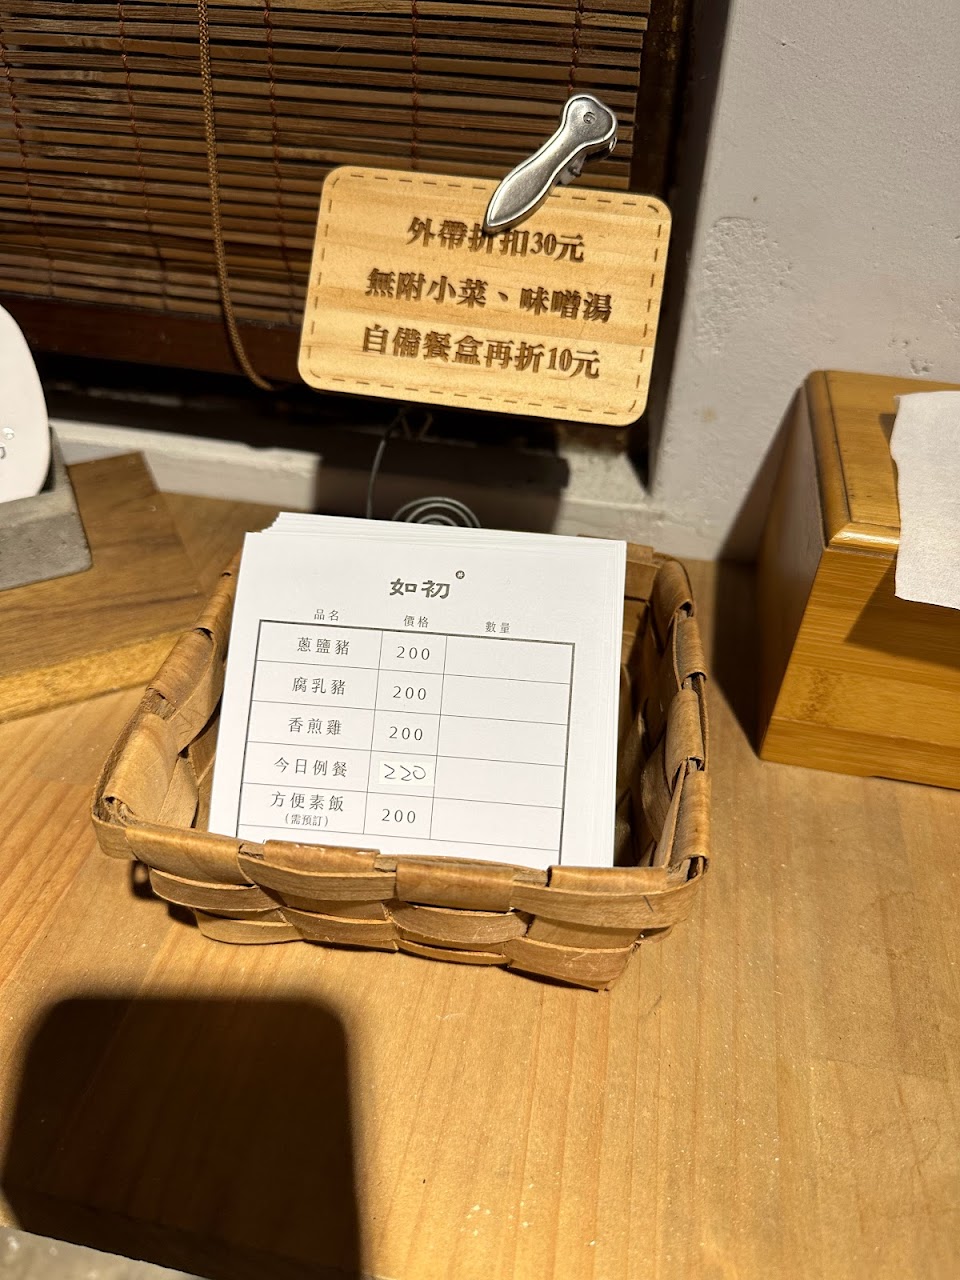 外帶折扣30元
無附小菜、味噌湯
自備餐盒再折10元
如初
品名 價格 數量
蔥鹽豬 200
腐乳豬 200
香煎雞 200
今日例餐 220
方便素飯 200
(需預訂)